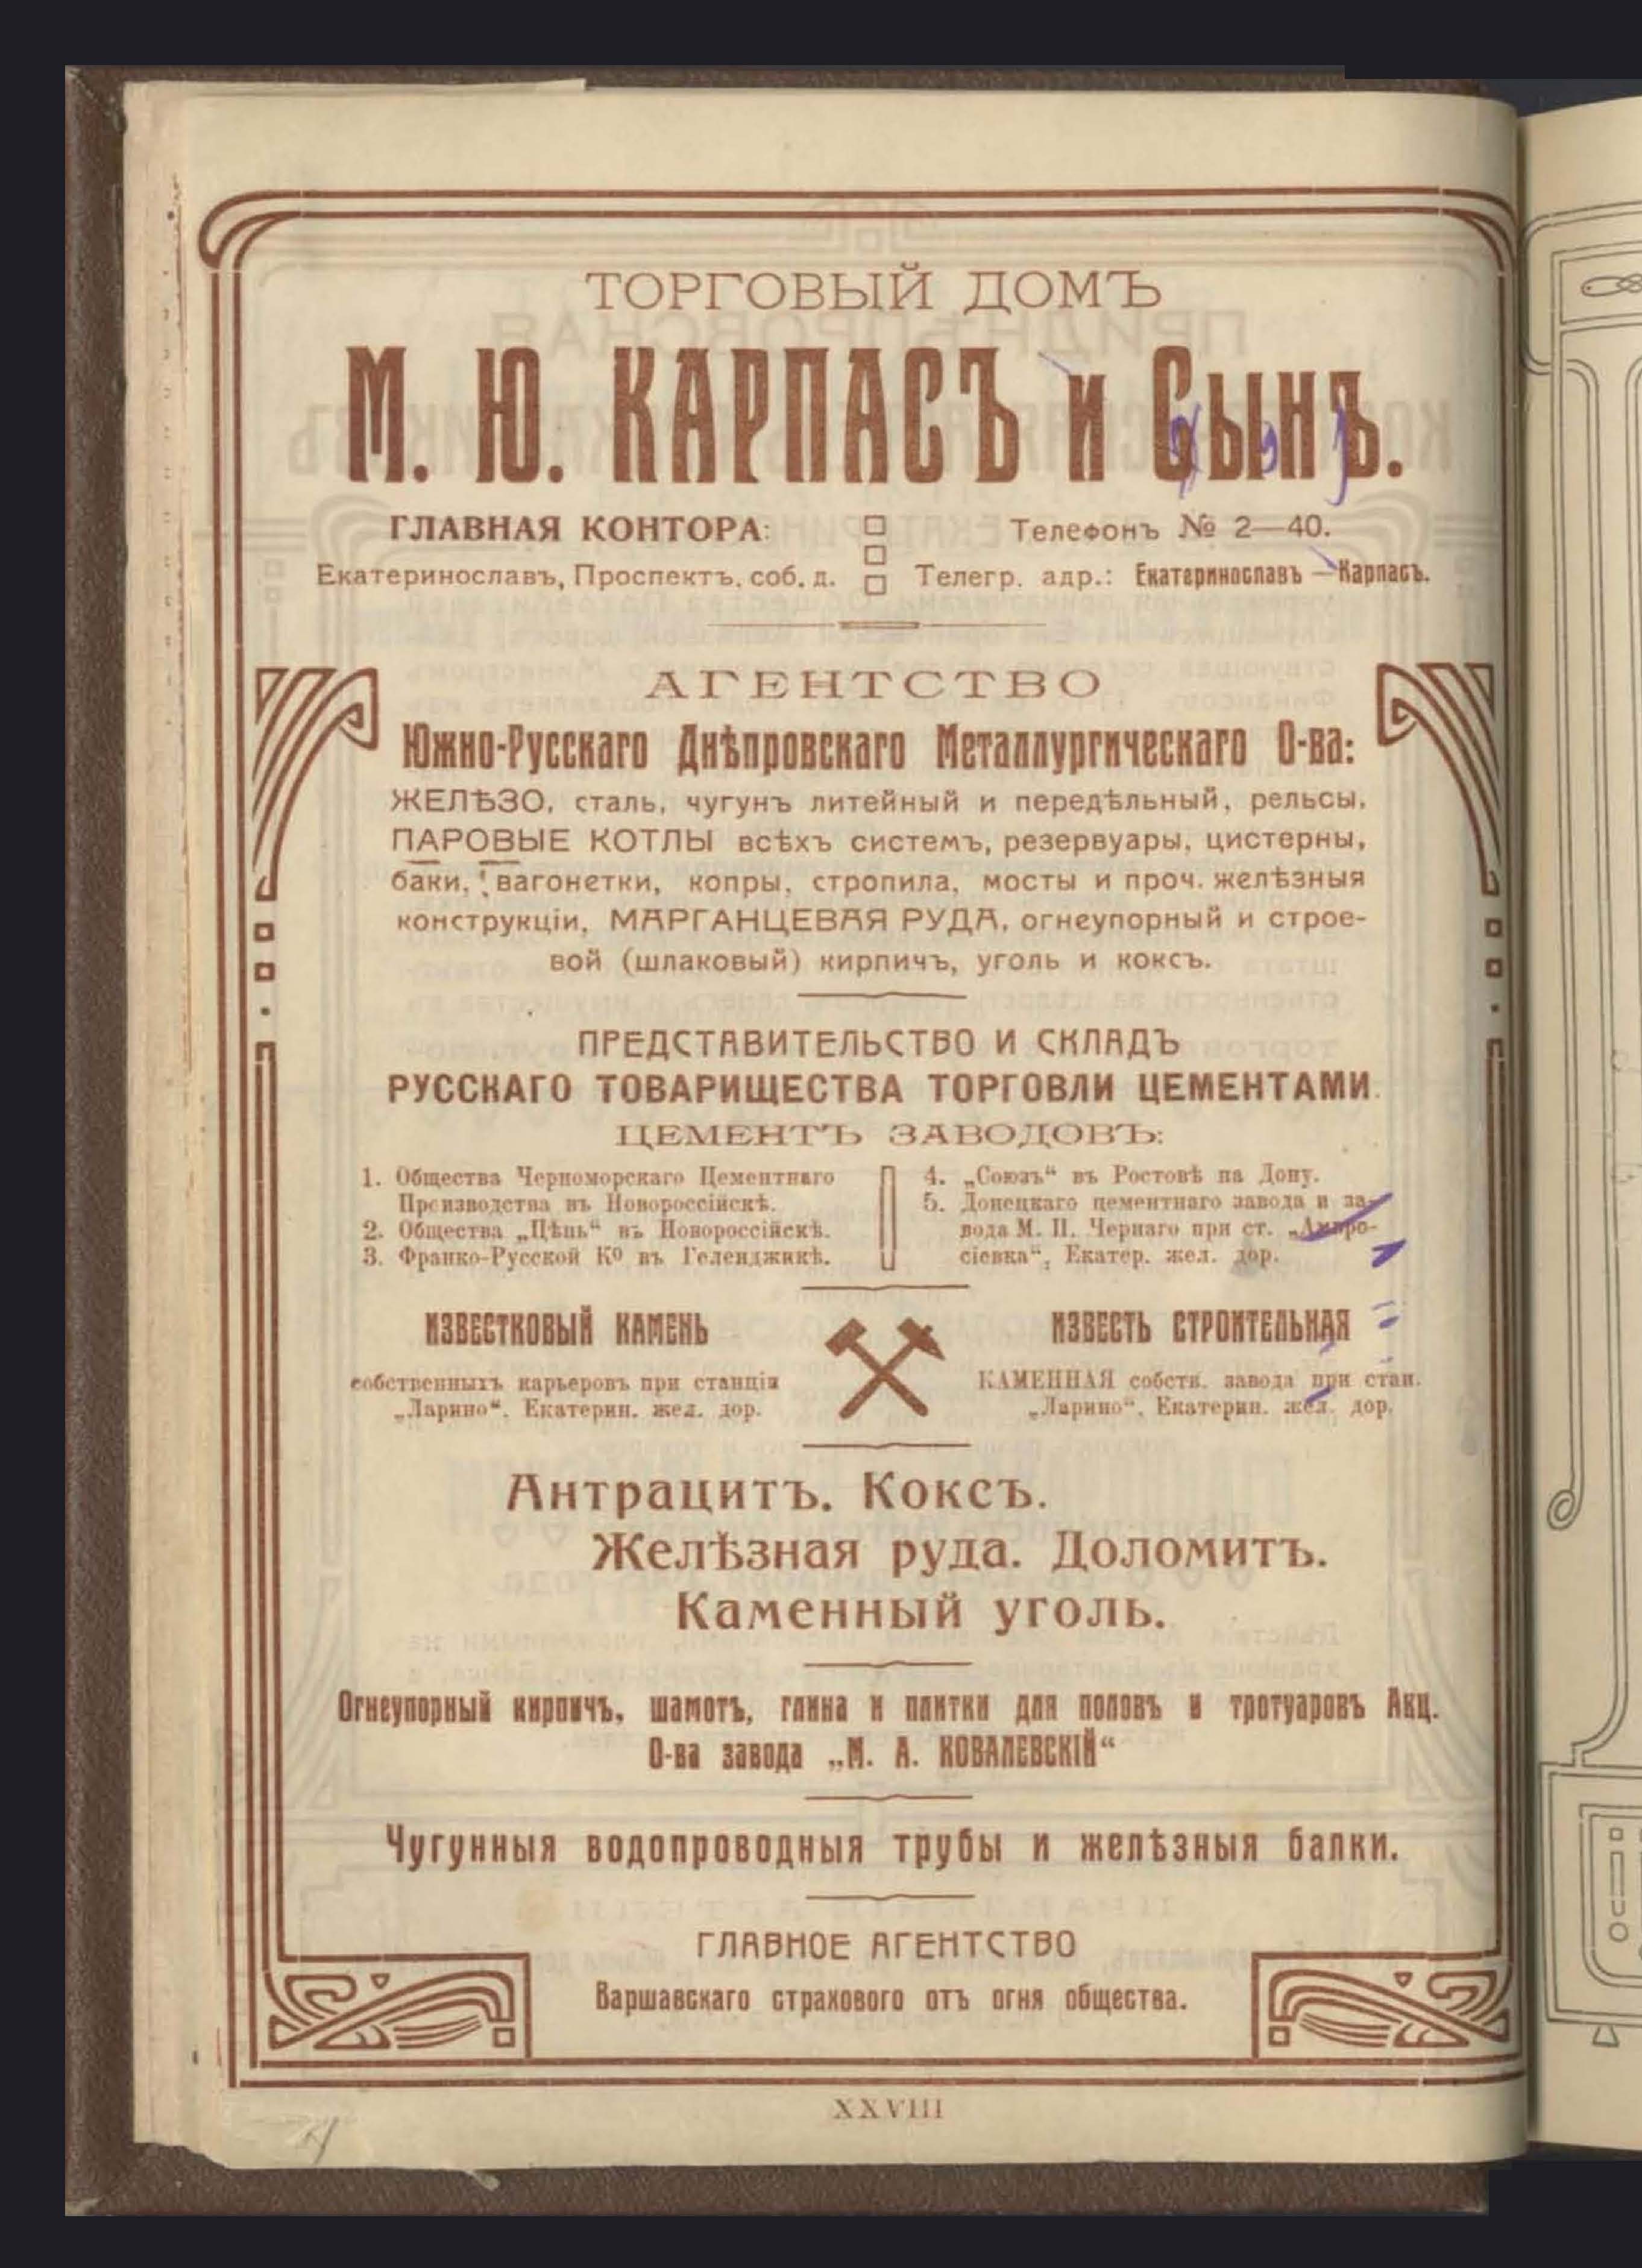 ТОРГОВЫЙ ДОМЪ
М. Ю. КАРПАСЪ и Сынъ.
ГЛАВНАЯ КОНТОРА:
Екатеринославъ, Проспектъ, соб. д.
Телефонъ № 2—40.
Телегр. адр.: Екатеринославъ—Карпасъ.
АГЕНТСТВО
Южно-Русскаго Днѣпровскаго Металлургическаго О-ва:
ЖЕЛѢЗО, сталь, чугунъ литейный и передѣльный, рельсы,
ПАРОВЫЕ КОТЛЫ всѣхъ системъ, резервуары, цистерны,
баки, вагонетки, копры, стропила, мосты и проч. желѣзныя
конструкціи, МАРГАНЦЕВАЯ РУДА, огнеупорный и строе-
вой (шлаковый) кирпичъ, уголь и коксъ.
ПРЕДСТАВИТЕЛЬСТВО И СКЛАДЪ
РУССКАГО ТОВАРИЩЕСТВА ТОРГОВЛИ ЦЕМЕНТАМИ.
ЦЕМЕНТЪ ЗАВОДОВЪ:
1. Общества Черноморскаго Цементнаго
Производства въ Новороссійскѣ.
2. Общества „Цѣпь“ въ Новороссійскѣ.
3. Франко-Русской Кº въ Геленджикѣ.
4. „Союзъ“ въ Ростовѣ на Дону.
5. Донецкаго цементнаго завода и за-
вода М. П. Чернаго при ст. „Амвро-
сіевка“, Екатер. жел. дор.
ИЗВЕСТКОВЫЙ КАМЕНЬ
собственныхъ карьеровъ при станціи
„Ларино“. Екатерин. жел. дор.
ИЗВЕСТЬ СТРОИТЕЛЬНАЯ
КАМЕННАЯ собств. завода при стан.
„Ларино“, Екатерин. жел. дор.
Антрацитъ. Коксъ.
Желѣзная руда. Доломитъ.
Каменный уголь.
Огнеупорный кирпичъ, шамотъ, глина и плитки для половъ и тротуаровъ Акц.
О-ва завода „М. А. КОВАЛЕВСКІЙ“
Чугунныя водопроводныя трубы и желѣзныя балки.
ГЛАВНОЕ АГЕНТСТВО
Варшавскаго страхового отъ огня общества.
XXVIII